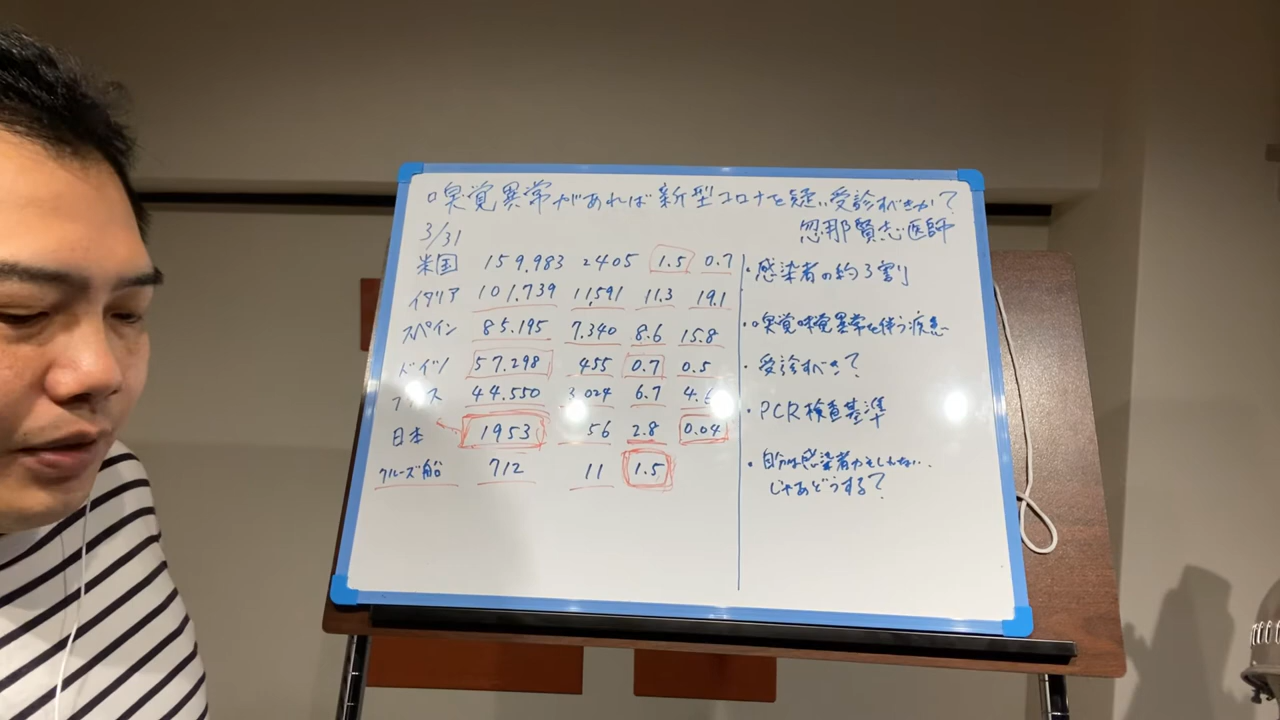 嗅覚異常があれば新型コロナを疑い受診すべきか?
忽那賢志医師
3/31
米国 159.983 2405 1.5 0.7
イタリア 101.739 11,591 11.3 19.1
スペイン 85.195 7.340 8.6 15.8
ドイツ 57.298 455 0.7 0.5
44.550 3.024 6.7 4.6
日本 1953 56 2.8 0.04
クルーズ船 712 11 1.5
・感染者の約3割
・嗅覚味覚異常を伴う疾患
・受診すべき?
・PCR検査基準
・自分は感染者かもしれない..
じゃあどうする?